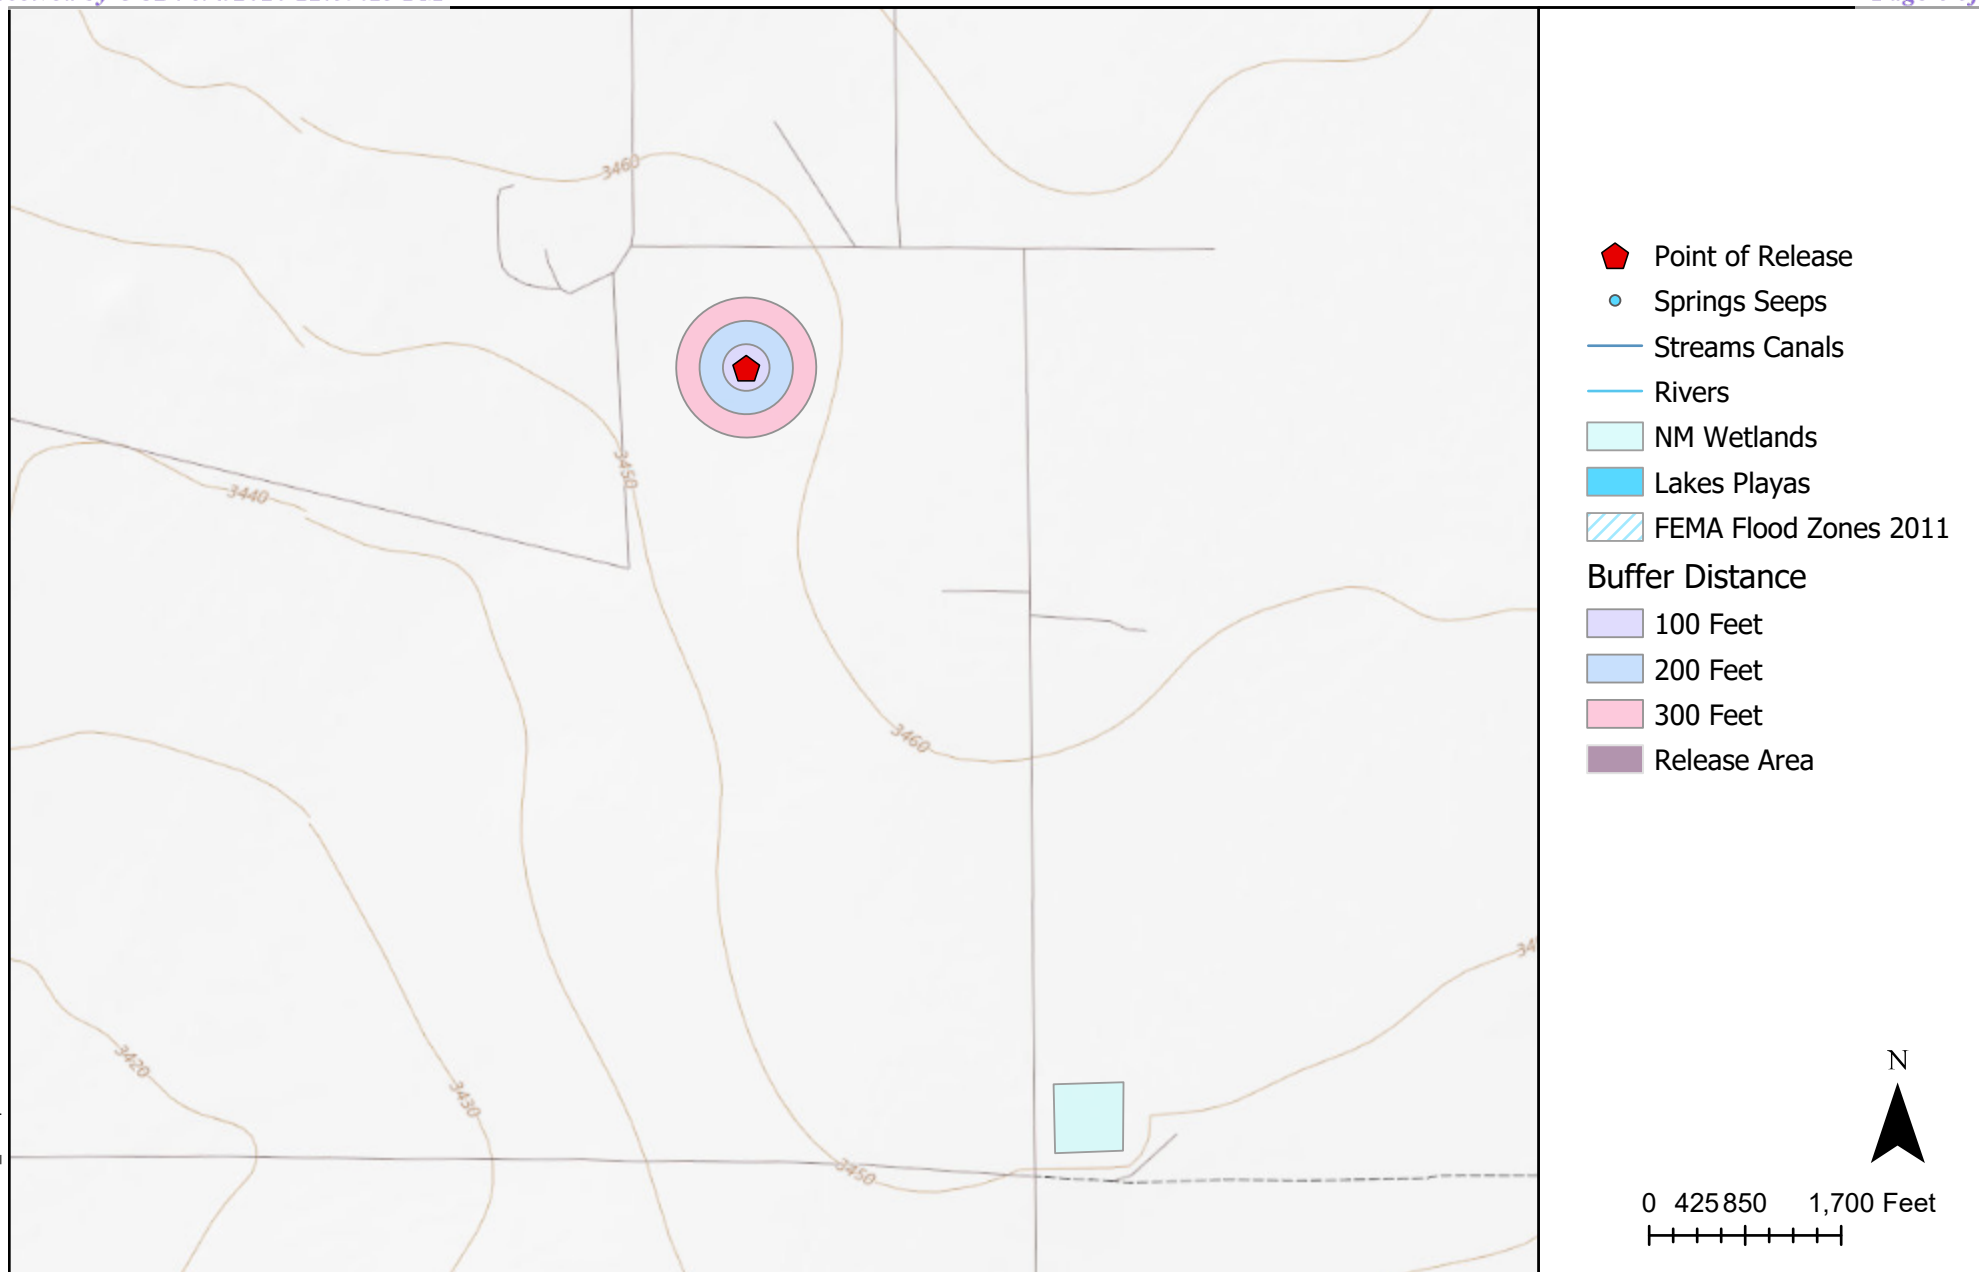 3460
3450
3440
3460
3420
3430
3450
Point of Release
Springs Seeps
Streams Canals
Rivers
NM Wetlands
Lakes Playas
FEMA Flood Zones 2011
Buffer Distance
100 Feet
200 Feet
300 Feet
Release Area
N
0 425 850 1,700 Feet